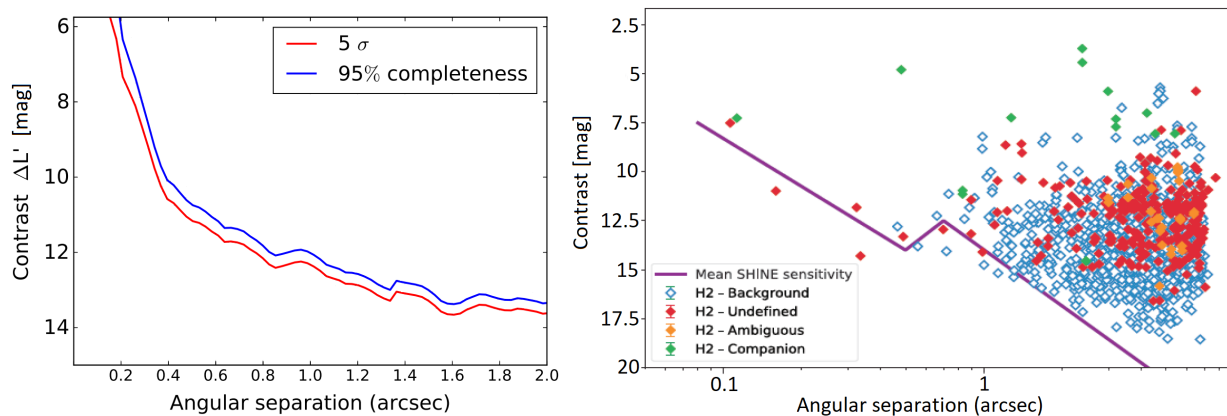 6
8
10
12
14
Contrast ΔL' [mag]
5 σ
95% completeness
0.2 0.4 0.6 0.8 1.0 1.2 1.4 1.6 1.8 2.0
Angular separation (arcsec)
2.5
5.0
7.5
10.0
12.5
15.0
17.5
20
Contrast [mag]
Mean SHINE sensitivity
H2 – Background
H2 – Undefined
H2 – Ambiguous
H2 – Companion
0.1 1
Angular separation (arcsec)